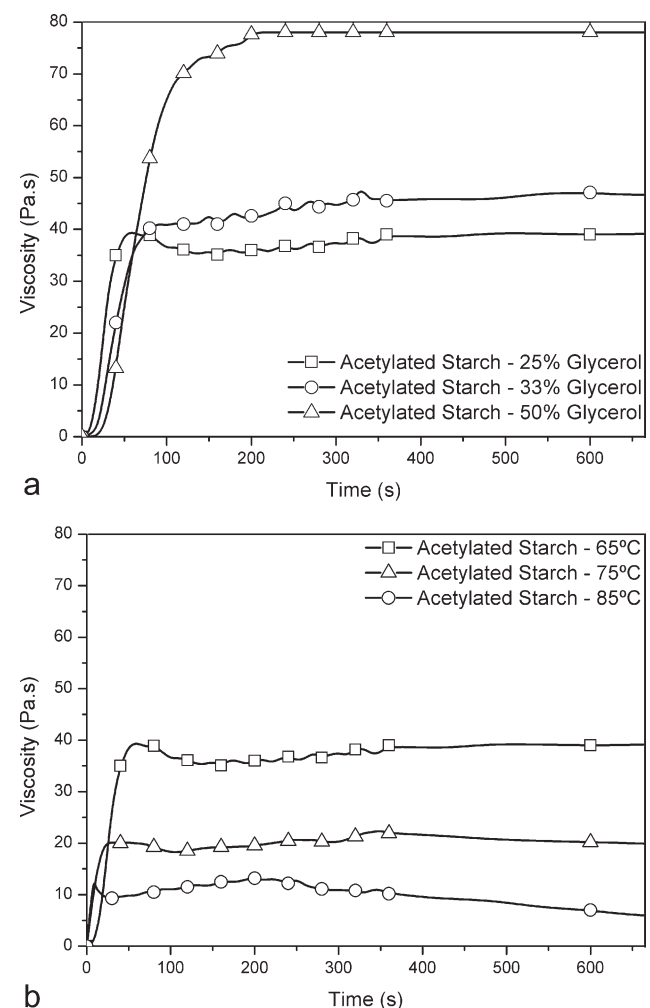 80
70
60
50
40
30
20
10
0
Viscosity (Pa.s)
Acetylated Starch - 25% Glycerol
Acetylated Starch - 33% Glycerol
Acetylated Starch - 50% Glycerol
0 100 200 300 400 500 600
Time (s)
a
80
70
60
50
40
30
20
10
0
Viscosity (Pa.s)
Acetylated Starch - 65ºC
Acetylated Starch - 75ºC
Acetylated Starch - 85ºC
0 100 200 300 400 500 600
Time (s)
b